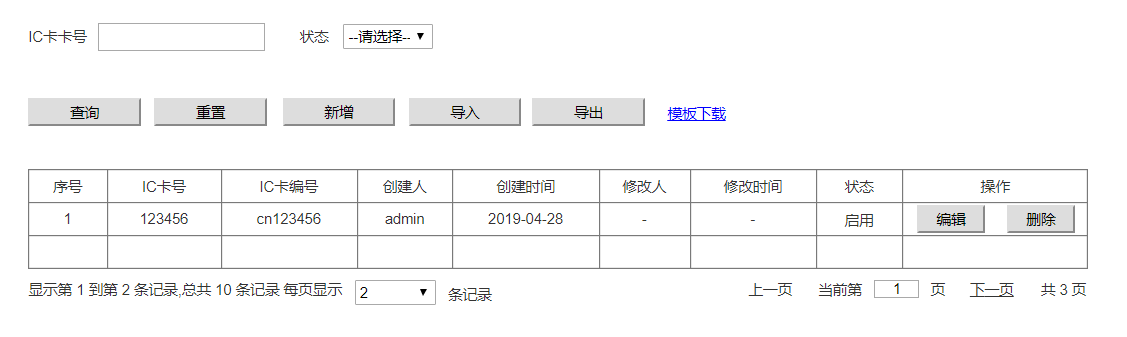 IC卡卡号 状态 --请选择--
查询 重置 新增 导入 导出 模板下载
序号 IC卡号 IC卡编号 创建人 创建时间 修改人 修改时间 状态 操作
1 123456 cn123456 admin 2019-04-28 - - 启用 编辑 删除
显示第 1 到第 2 条记录,总共 10 条记录 每页显示 2 条记录 上一页 当前第 1 页 下一页 共 3 页